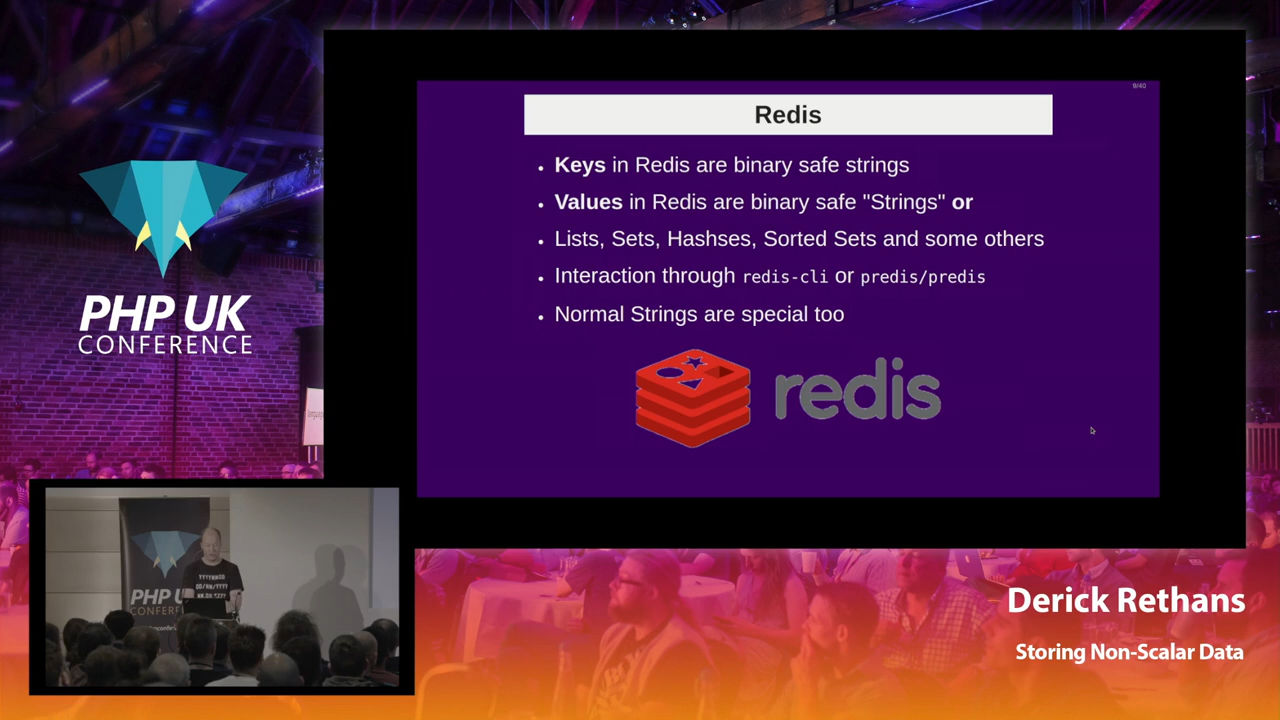 9/40
Redis
• Keys in Redis are binary safe strings
• Values in Redis are binary safe "Strings" or
• Lists, Sets, Hashses, Sorted Sets and some others
• Interaction through redis-cli or predis/predis
• Normal Strings are special too
redis
PHP UK
CONFERENCE
Derick Rethans
Storing Non-Scalar Data